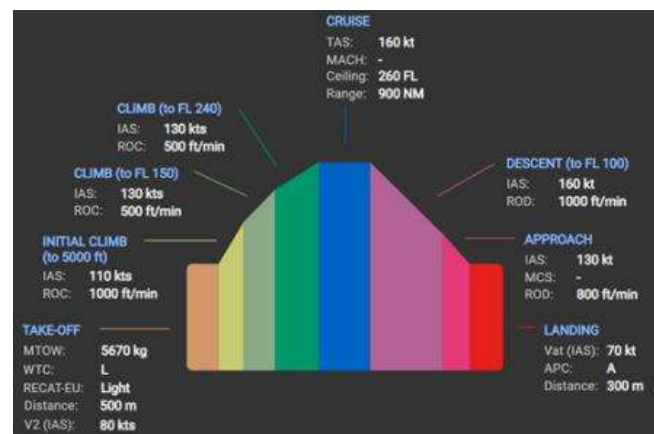 CRUISE
TAS: 160 kt
MACH: -
Ceiling: 260 FL
Range: 900 NM
CLIMB (to FL 240)
IAS: 130 kts
ROC: 500 ft/min
CLIMB (to FL 150)
IAS: 130 kts
ROC: 500 ft/min
INITIAL CLIMB
(to 5000 ft)
IAS: 110 kts
ROC: 1000 ft/min
TAKE-OFF
MTOW: 5670 kg
WTC: L
RECAT-EU: Light
Distance: 500 m
V2 (IAS): 80 kts
DESCENT (to FL 100)
IAS: 160 kt
ROD: 1000 ft/min
APPROACH
IAS: 130 kt
MCS: -
ROD: 800 ft/min
LANDING
Vat (IAS): 70 kt
APC: A
Distance: 300 m